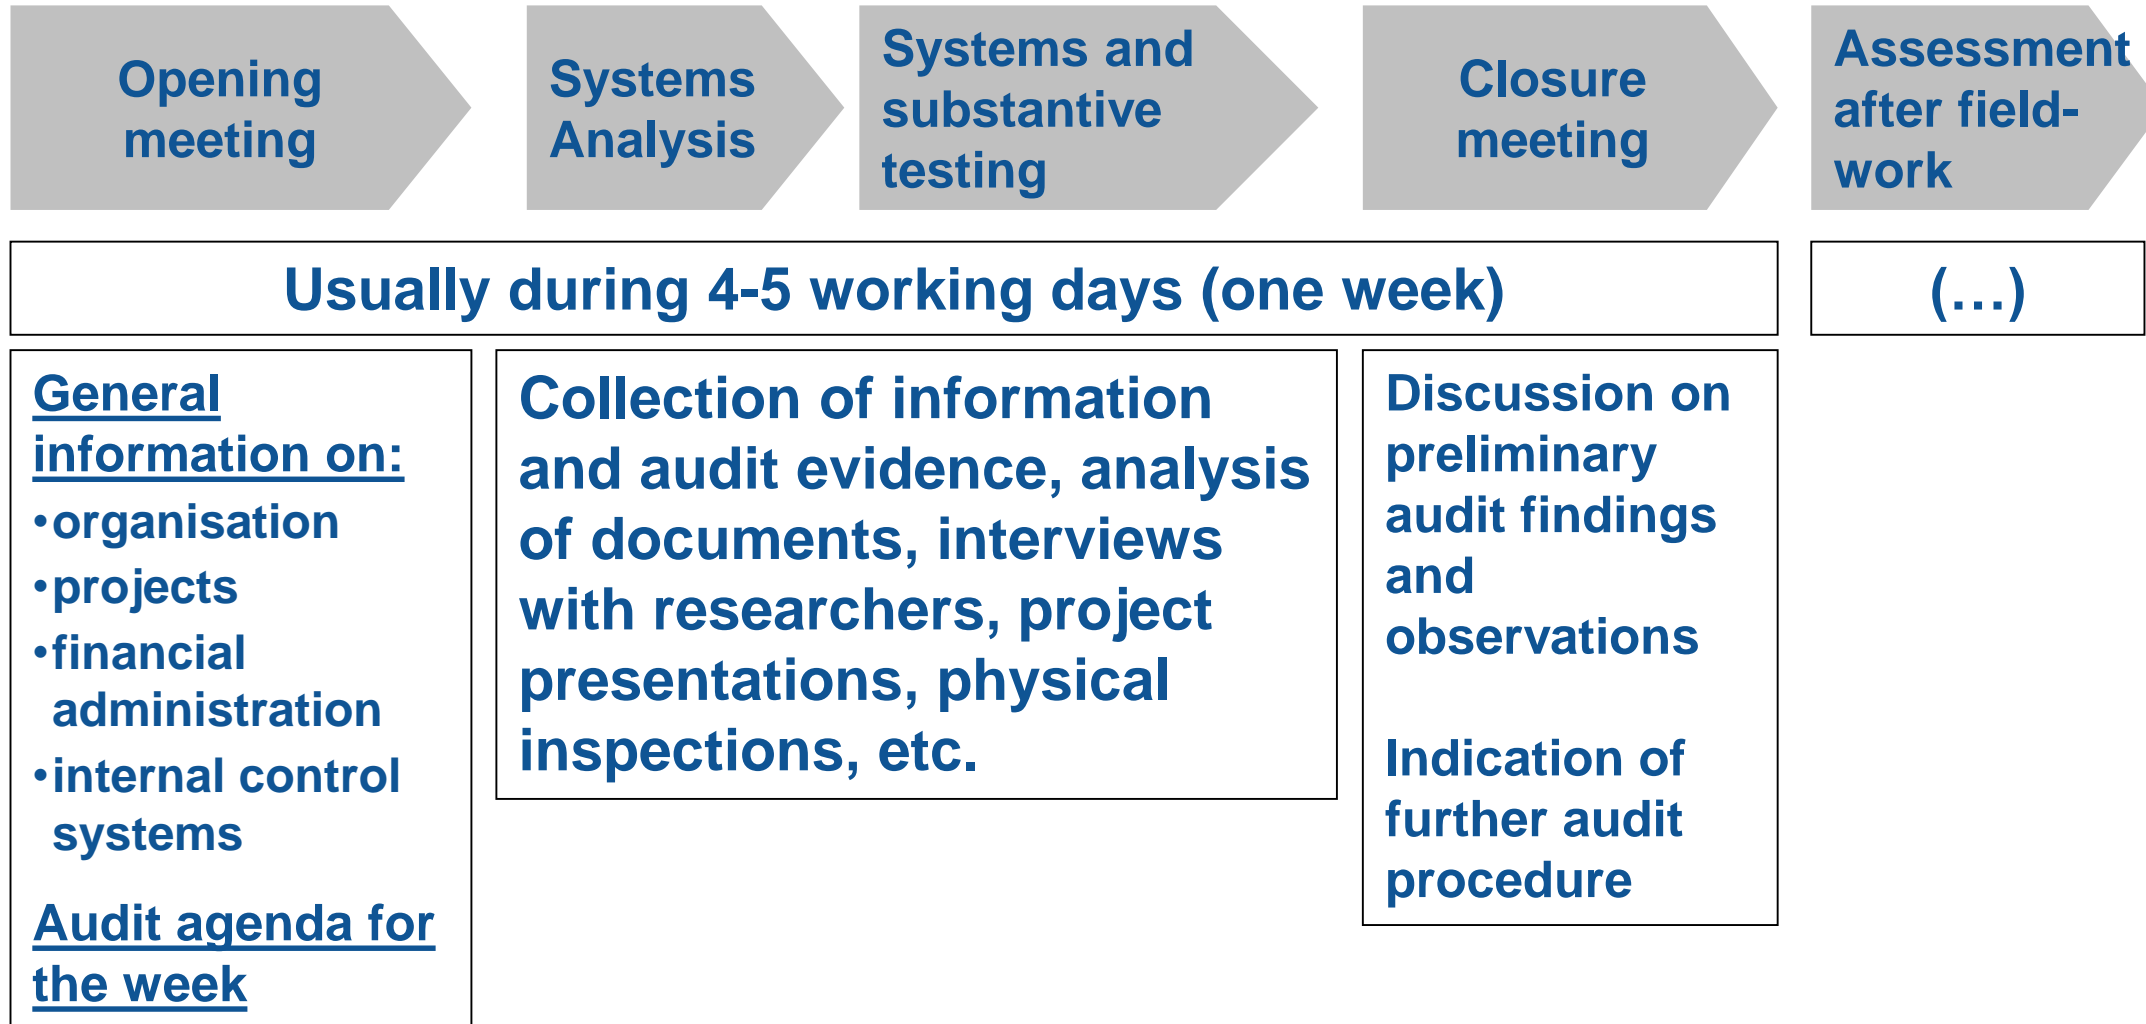 Opening
meeting
Systems
Analysis
Systems and
substantive
testing
Closure
meeting
Assessment
after field-
work
Usually during 4-5 working days (one week)
(…)
General
information on:
•organisation
•projects
•financial
administration
•internal control
systems
Audit agenda for
the week
Collection of information
and audit evidence, analysis
of documents, interviews
with researchers, project
presentations, physical
inspections, etc.
Discussion on
preliminary
audit findings
and
observations
Indication of
further audit
procedure